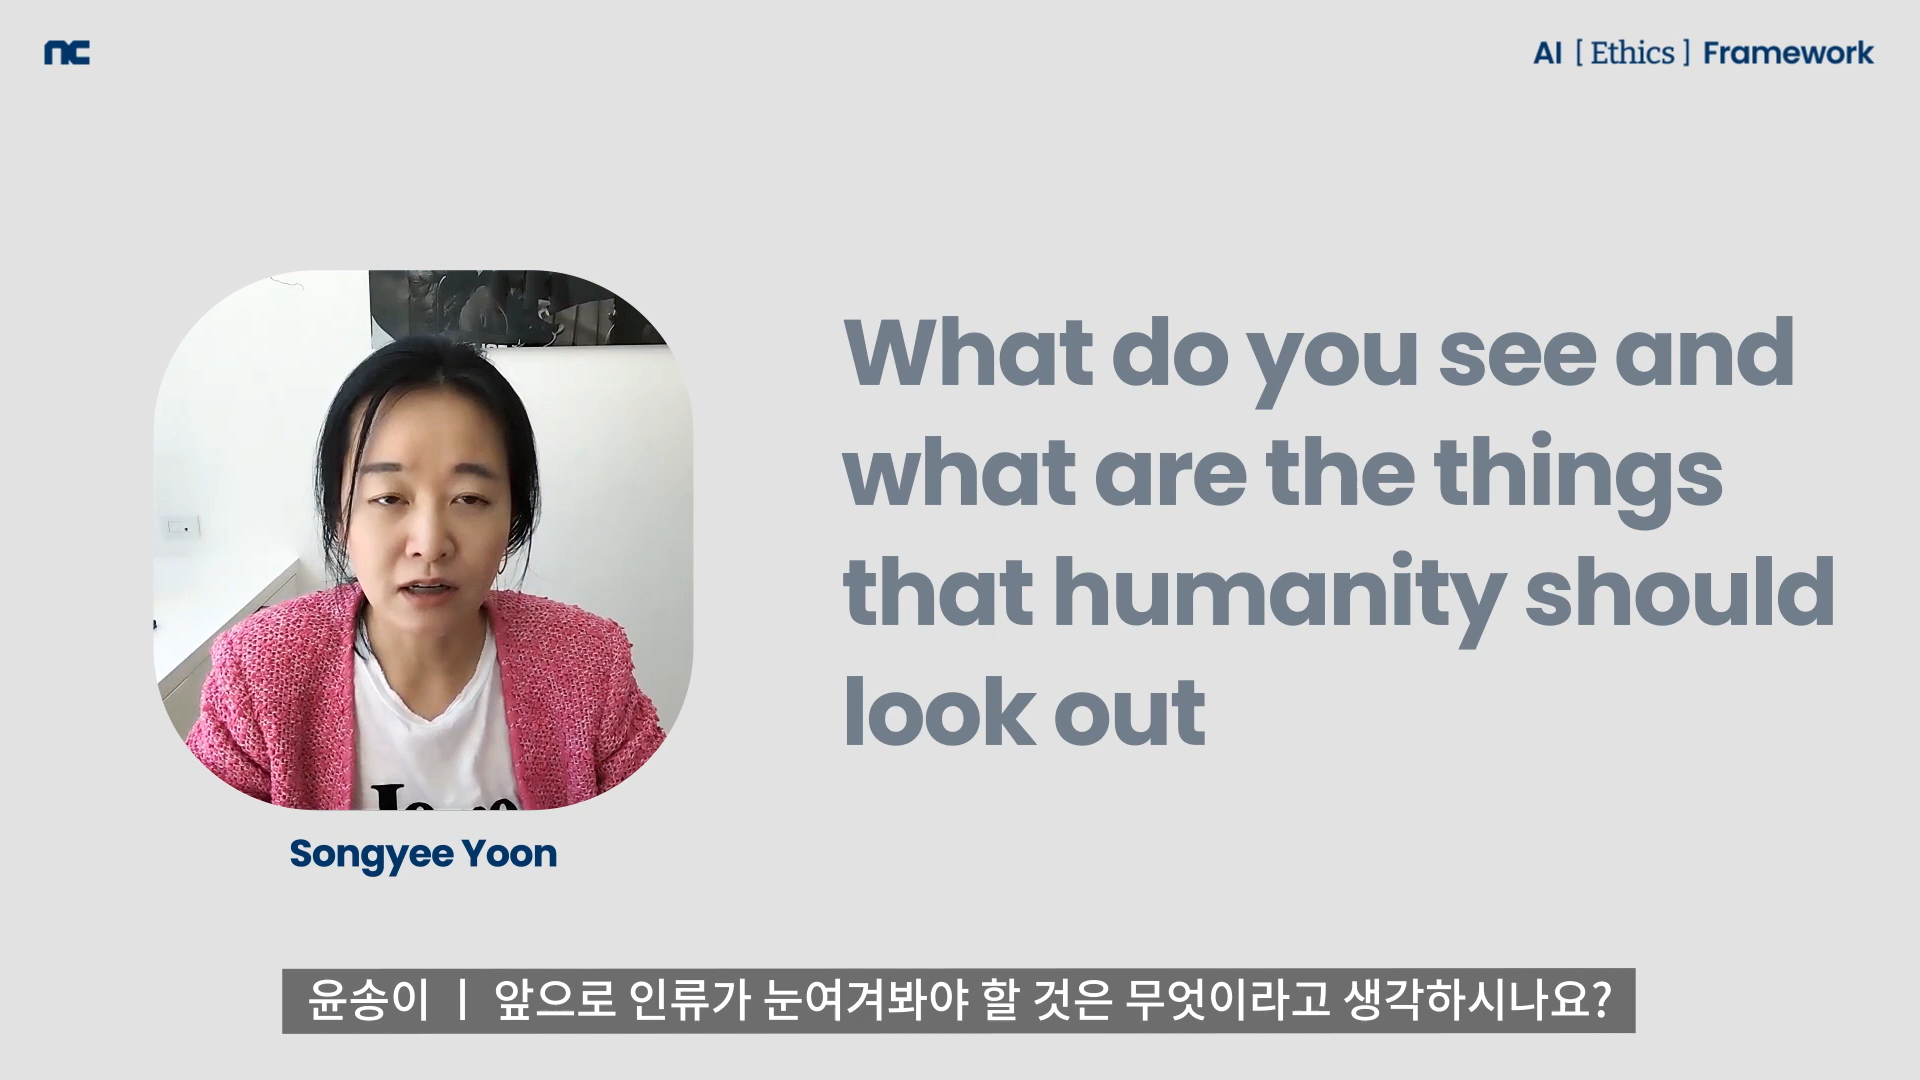 nc
AI [ Ethics ] Framework
What do you see and
what are the things
that humanity should
look out
Songyee Yoon
윤송이 ㅣ 앞으로 인류가 눈여겨봐야 할 것은 무엇이라고 생각하시나요?